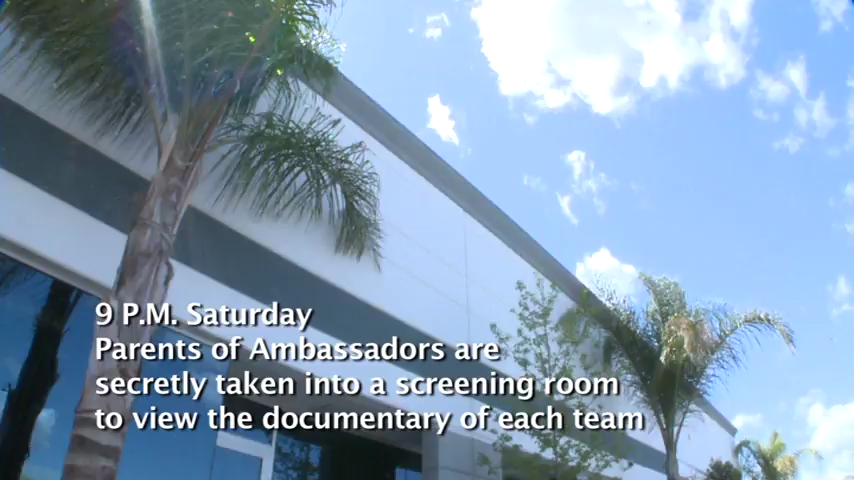 9 P.M. Saturday
Parents of Ambassadors are
secretly taken into a screening room
to view the documentary of each team